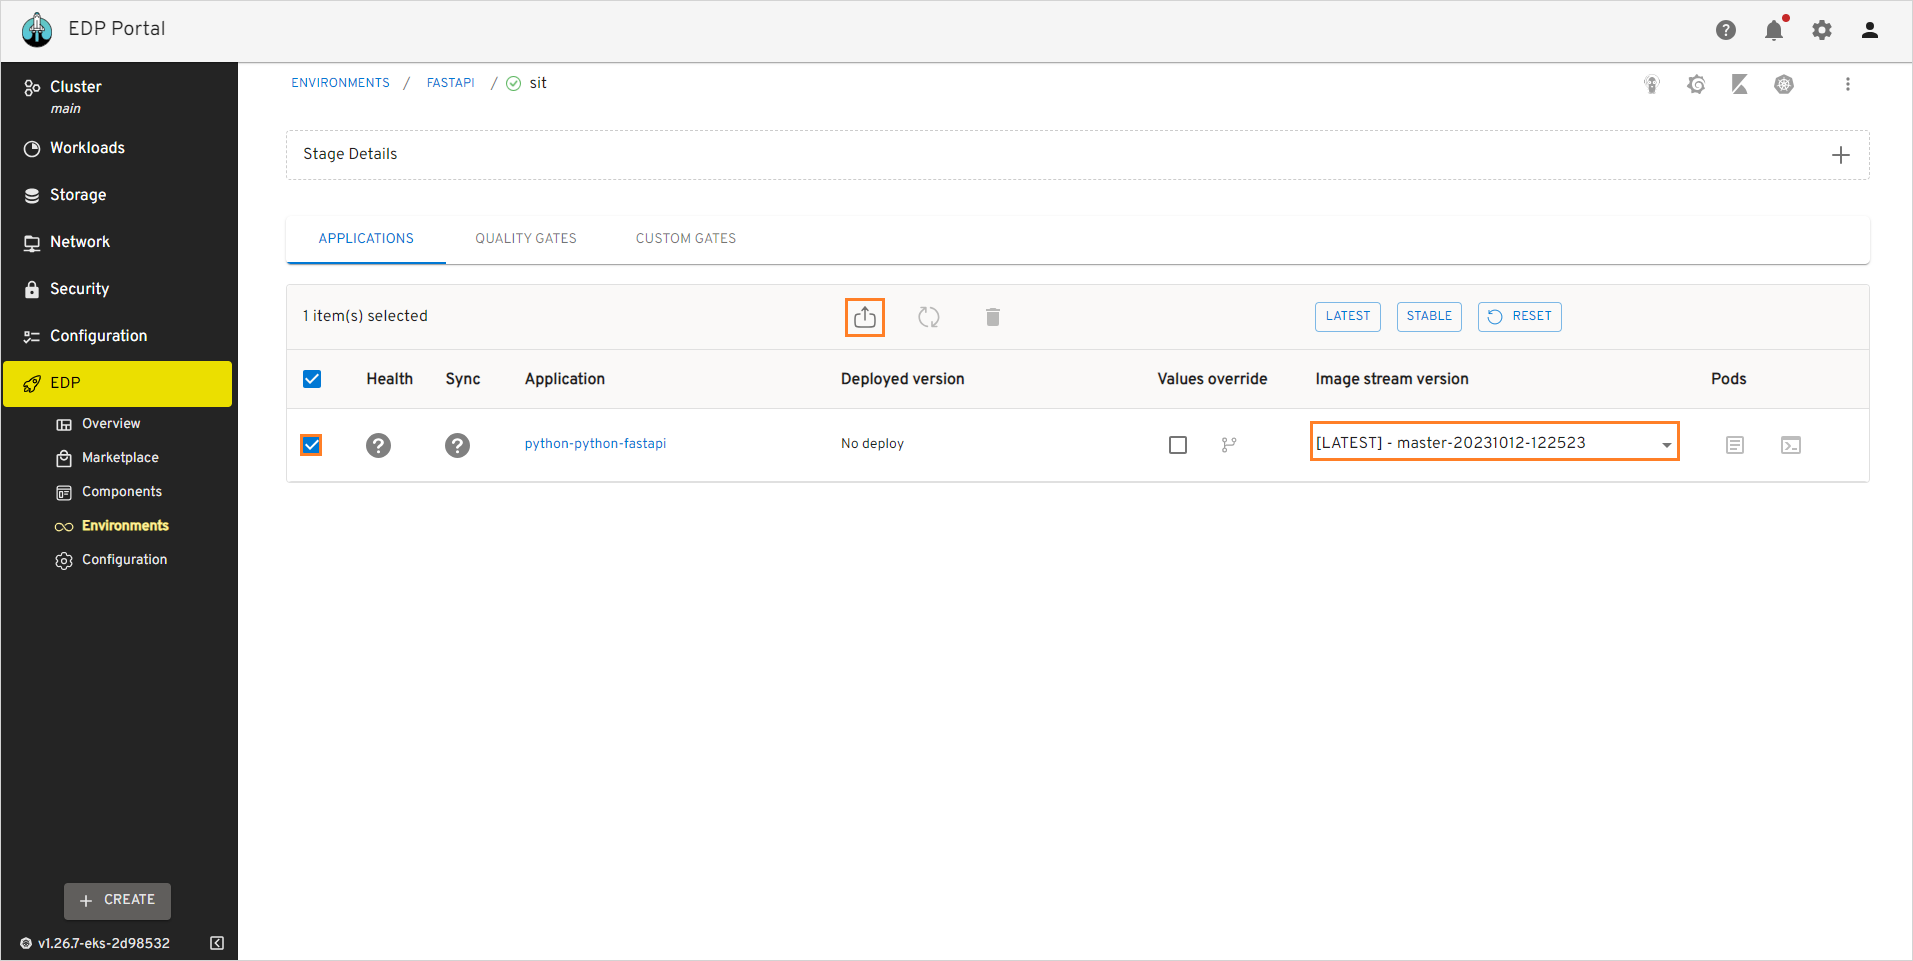 EDP Portal
Cluster
main
Workloads
Storage
Network
Security
Configuration
EDP
Overview
Marketplace
Components
Environments
Configuration
+ CREATE
v1.26.7-eks-2d98532
ENVIRONMENTS / FASTAPI / sit
Stage Details
APPLICATIONS QUALITY GATES CUSTOM GATES
1 item(s) selected LATEST STABLE RESET
Health Sync Application Deployed version Values override Image stream version Pods
python-python-fastapi No deploy [LATEST] - master-20231012-122523